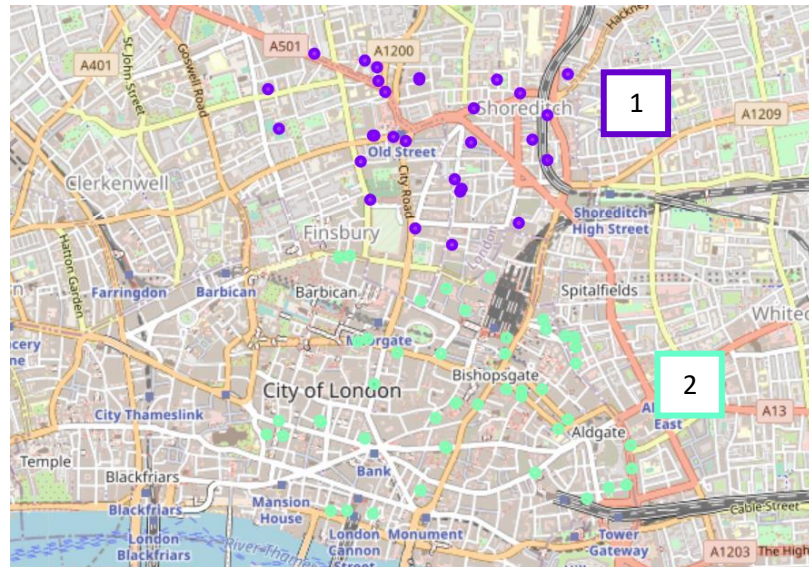 A501
A1200
Hackney
A401
St. John Street
Goswell Road
1
Shoreditch
A1209
Old Street
Clerkenwell
City Road
Shoreditch
High Street
Finsbury
London
Hatton Garden
Farringdon
Barbican
Barbican
Spitalfields
Bishopsgate
2
City of London
City Thameslink
East
A13
Aldgate
Temple
Bank
Blackfriars
Mansion
House
Blackfriars
London
Blackfriars
London
Cannon
Street
Monument
Tower
Gateway
Cable Street
River Thames
A1203
The High